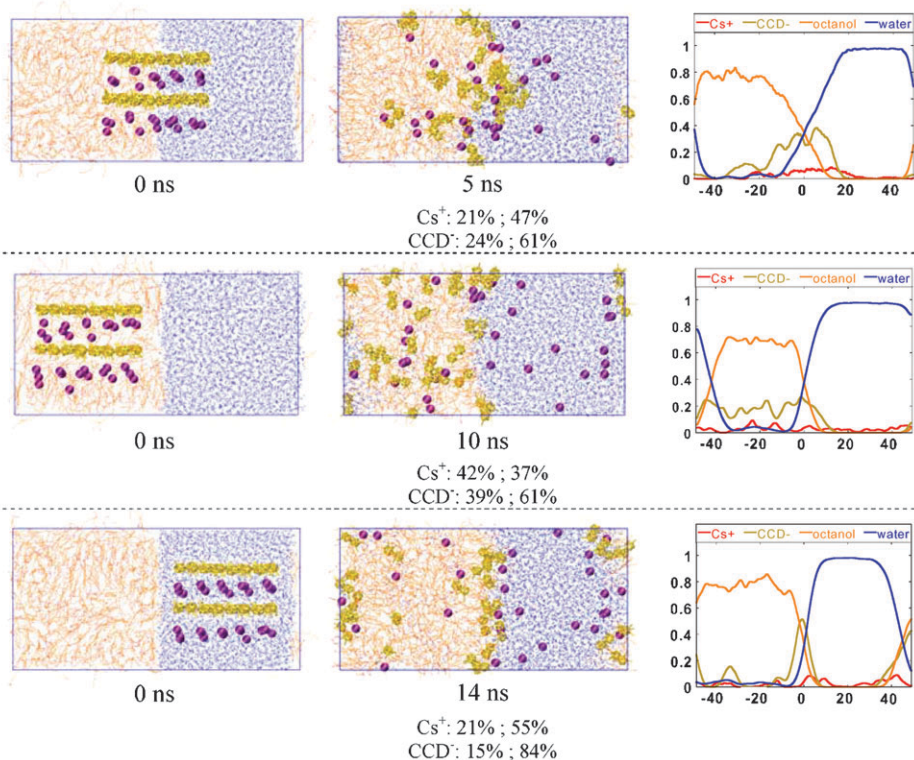 0 ns
5 ns
Cs⁺: 21% ; 47%
CCD⁻: 24% ; 61%
Cs+ CCD- octanol water
1
0.8
0.6
0.4
0.2
0
-40 -20 0 20 40
0 ns
10 ns
Cs⁺: 42% ; 37%
CCD⁻: 39% ; 61%
Cs+ CCD- octanol water
1
0.8
0.6
0.4
0.2
0
-40 -20 0 20 40
0 ns
14 ns
Cs⁺: 21% ; 55%
CCD⁻: 15% ; 84%
Cs+ CCD- octanol water
1
0.8
0.6
0.4
0.2
0
-40 -20 0 20 40